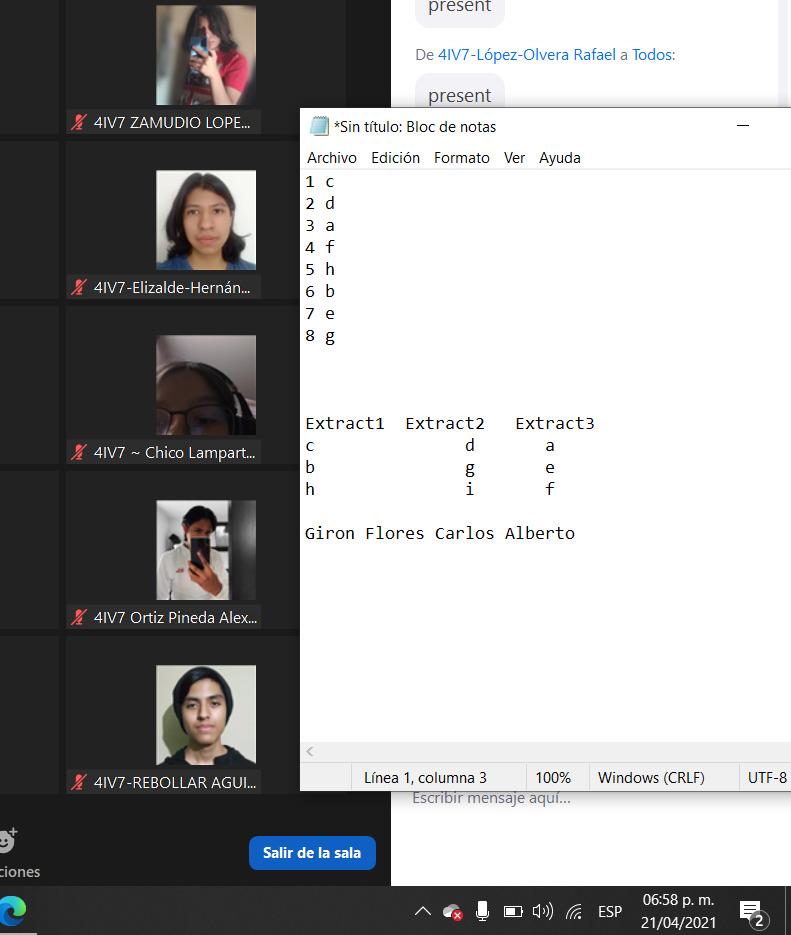 4IV7 ZAMUDIO LOPE...
4IV7-Elizalde-Hernán...
4IV7 ~ Chico Lampart...
4IV7 Ortiz Pineda Alex...
4IV7-REBOLLAR AGUI...
ciones
Salir de la sala
present
De 4IV7-López-Olvera Rafael a Todos:
present
*Sin título: Bloc de notas
Archivo Edición Formato Ver Ayuda
1 c
2 d
3 a
4 f
5 h
6 b
7 e
8 g
Extract1 Extract2 Extract3
c d a
b g e
h i f
Giron Flores Carlos Alberto
Línea 1, columna 3 100% Windows (CRLF) UTF-8
Escribir mensaje aquí...
ESP
06:58 p. m.
21/04/2021
2